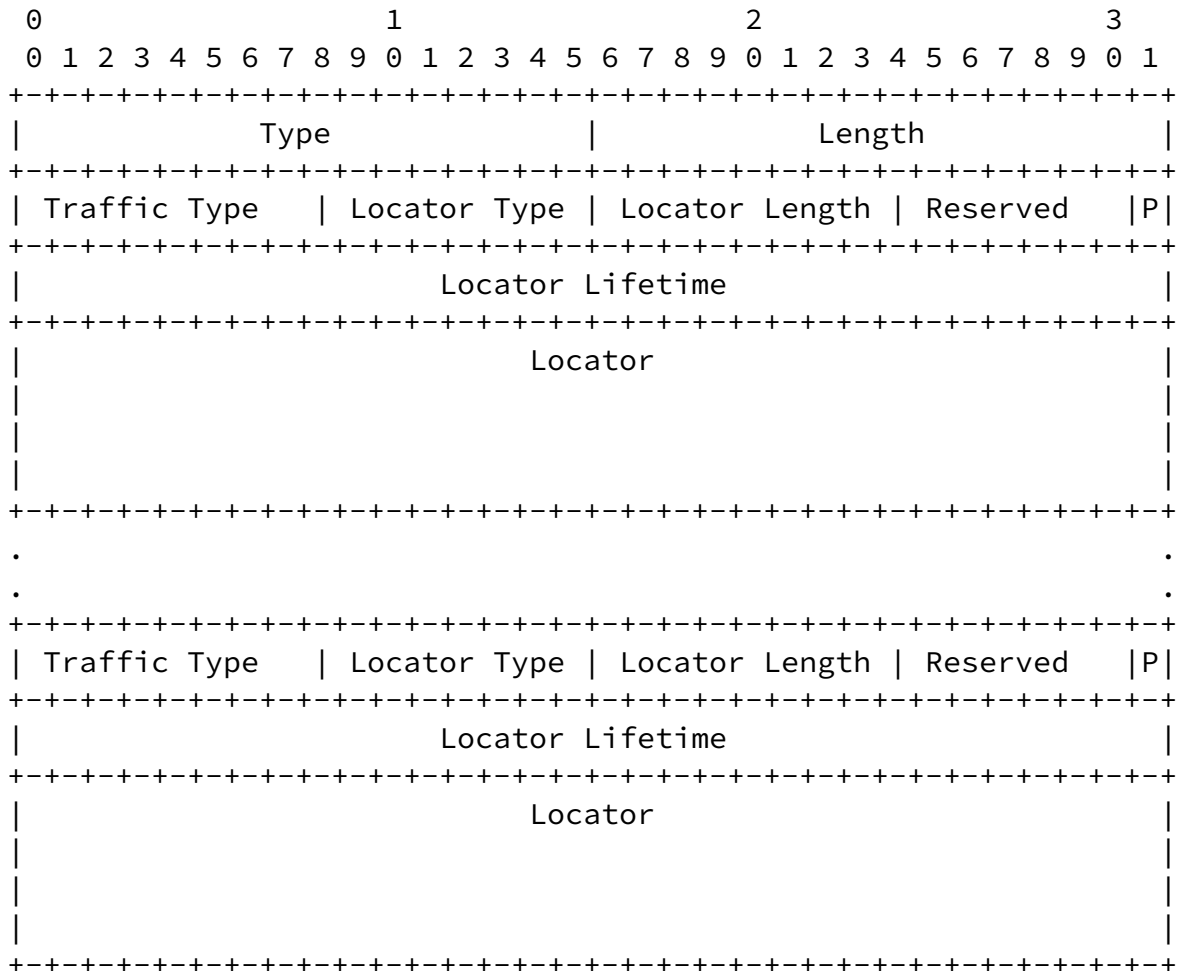 0                   1                   2                   3
 0 1 2 3 4 5 6 7 8 9 0 1 2 3 4 5 6 7 8 9 0 1 2 3 4 5 6 7 8 9 0 1
+-+-+-+-+-+-+-+-+-+-+-+-+-+-+-+-+-+-+-+-+-+-+-+-+-+-+-+-+-+-+-+-+
|             Type              |            Length             |
+-+-+-+-+-+-+-+-+-+-+-+-+-+-+-+-+-+-+-+-+-+-+-+-+-+-+-+-+-+-+-+-+
| Traffic Type   | Locator Type | Locator Length | Reserved   |P|
+-+-+-+-+-+-+-+-+-+-+-+-+-+-+-+-+-+-+-+-+-+-+-+-+-+-+-+-+-+-+-+-+
|                       Locator Lifetime                        |
+-+-+-+-+-+-+-+-+-+-+-+-+-+-+-+-+-+-+-+-+-+-+-+-+-+-+-+-+-+-+-+-+
|                            Locator                            |
|                                                               |
|                                                               |
|                                                               |
+-+-+-+-+-+-+-+-+-+-+-+-+-+-+-+-+-+-+-+-+-+-+-+-+-+-+-+-+-+-+-+-+
.                                                               .
.                                                               .
+-+-+-+-+-+-+-+-+-+-+-+-+-+-+-+-+-+-+-+-+-+-+-+-+-+-+-+-+-+-+-+-+
| Traffic Type   | Locator Type | Locator Length | Reserved   |P|
+-+-+-+-+-+-+-+-+-+-+-+-+-+-+-+-+-+-+-+-+-+-+-+-+-+-+-+-+-+-+-+-+
|                       Locator Lifetime                        |
+-+-+-+-+-+-+-+-+-+-+-+-+-+-+-+-+-+-+-+-+-+-+-+-+-+-+-+-+-+-+-+-+
|                            Locator                            |
|                                                               |
|                                                               |
|                                                               |
+-+-+-+-+-+-+-+-+-+-+-+-+-+-+-+-+-+-+-+-+-+-+-+-+-+-+-+-+-+-+-+-+